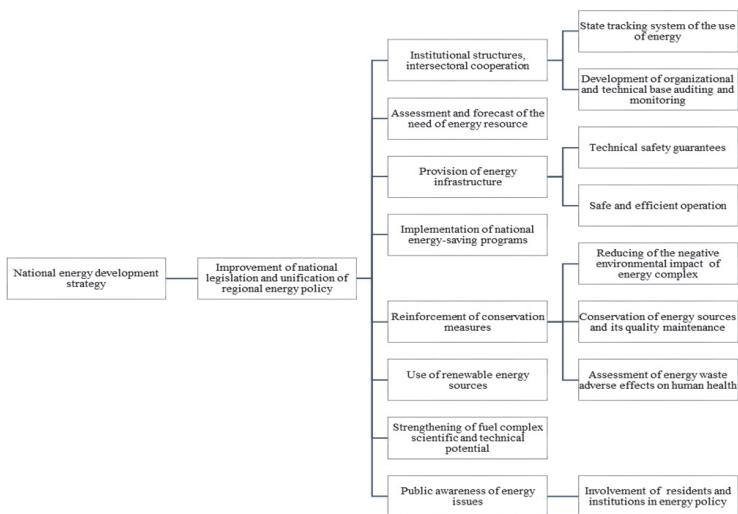 National energy development
strategy
Improvement of national
legislation and unification of
regional energy policy
Institutional structures,
intersectoral cooperation
State tracking system of the use
of energy
Development of organizational
and technical base auditing and
monitoring
Assessment and forecast of the
need of energy resource
Provision of energy
infrastructure
Technical safety guarantees
Safe and efficient operation
Implementation of national
energy-saving programs
Reinforcement of conservation
measures
Reducing of the negative
environmental impact of
energy complex
Conservation of energy sources
and its quality maintenance
Assessment of energy waste
adverse effects on human health
Use of renewable energy
sources
Strengthening of fuel complex
scientific and technical
potential
Public awareness of energy
issues
Involvement of residents and
institutions in energy policy